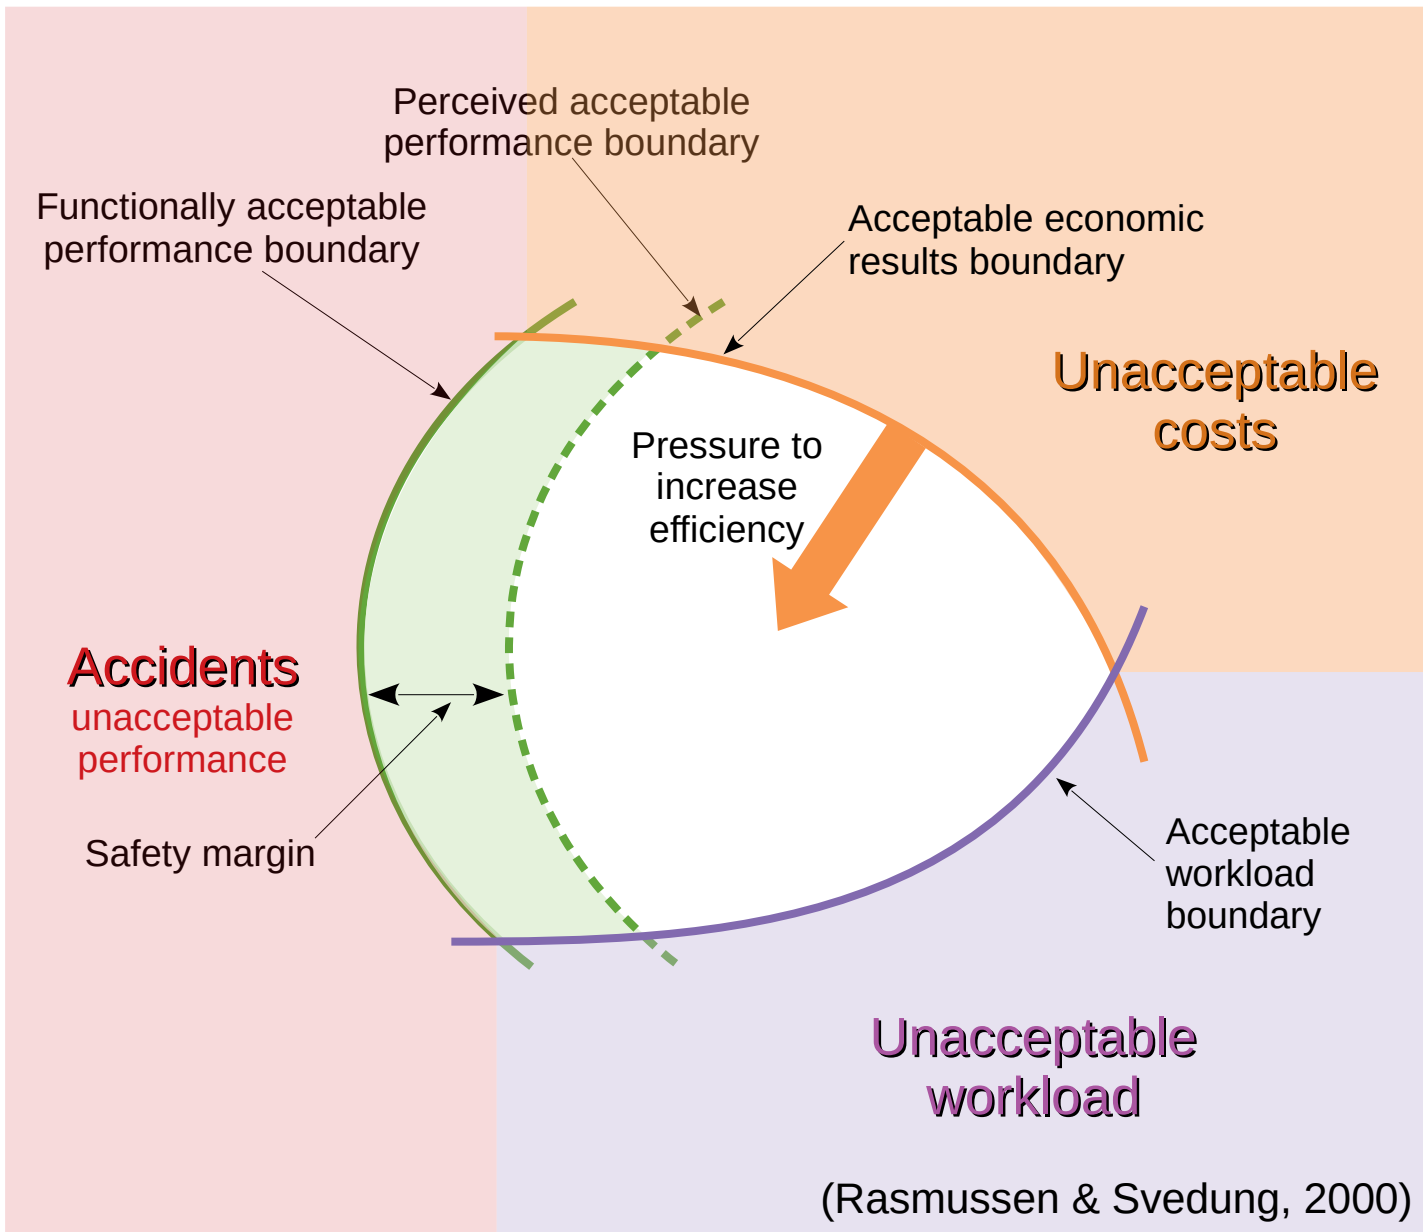 Perceived acceptable
performance boundary
Functionally acceptable
performance boundary
Acceptable economic
results boundary
Unacceptable
costs
Pressure to
increase
efficiency
Accidents
unacceptable
performance
Safety margin
Acceptable
workload
boundary
Unacceptable
workload
(Rasmussen & Svedung, 2000)